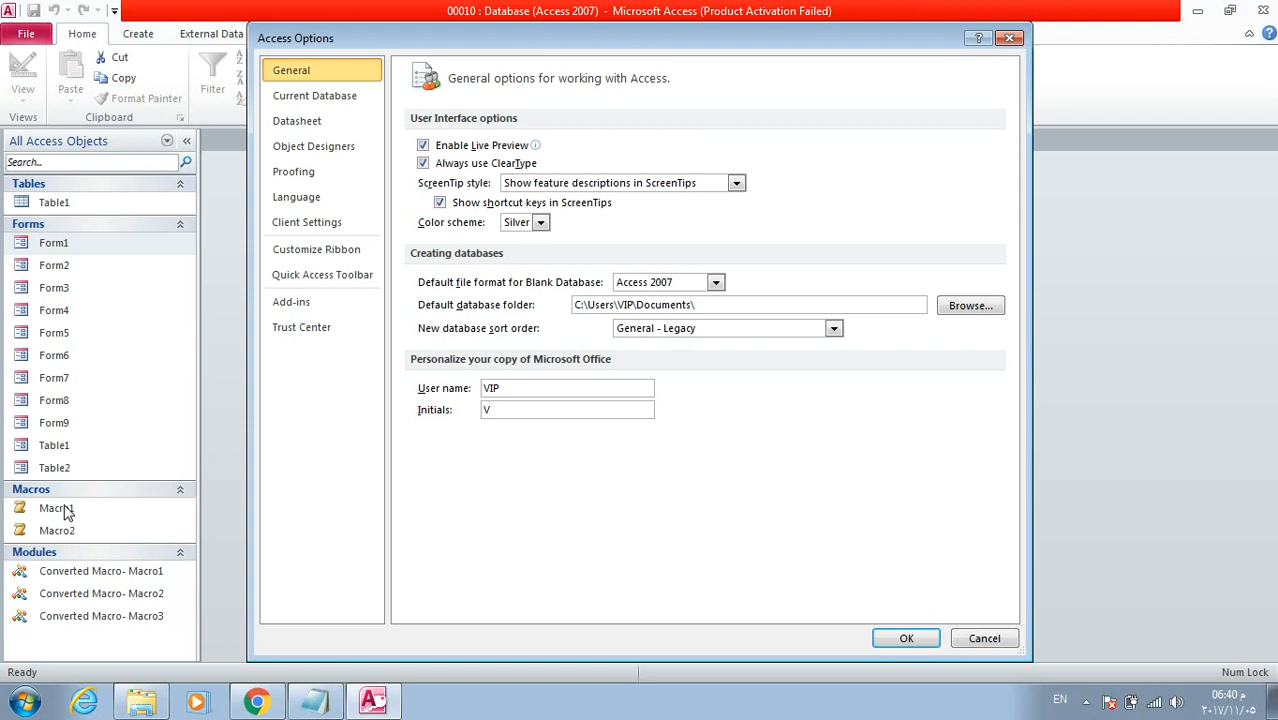 00010 : Database (Access 2007) - Microsoft Access (Product Activation Failed)
File Home Create External Data
View
Views
Paste
Cut
Copy
Format Painter
Clipboard
Filter
All Access Objects
Search...
Tables
Table1
Forms
Form1
Form2
Form3
Form4
Form5
Form6
Form7
Form8
Form9
Table1
Table2
Macros
Macro1
Macro2
Modules
Converted Macro- Macro1
Converted Macro- Macro2
Converted Macro- Macro3
Access Options
General
Current Database
Datasheet
Object Designers
Proofing
Language
Client Settings
Customize Ribbon
Quick Access Toolbar
Add-ins
Trust Center
General options for working with Access.
User Interface options
Enable Live Preview
Always use ClearType
ScreenTip style: Show feature descriptions in ScreenTips
Show shortcut keys in ScreenTips
Color scheme: Silver
Creating databases
Default file format for Blank Database: Access 2007
Default database folder: C:\Users\VIP\Documents\ Browse...
New database sort order: General - Legacy
Personalize your copy of Microsoft Office
User name: VIP
Initials: V
OK Cancel
Ready Num Lock
EN
06:40 م
٢٠١٧/١١/٠٥